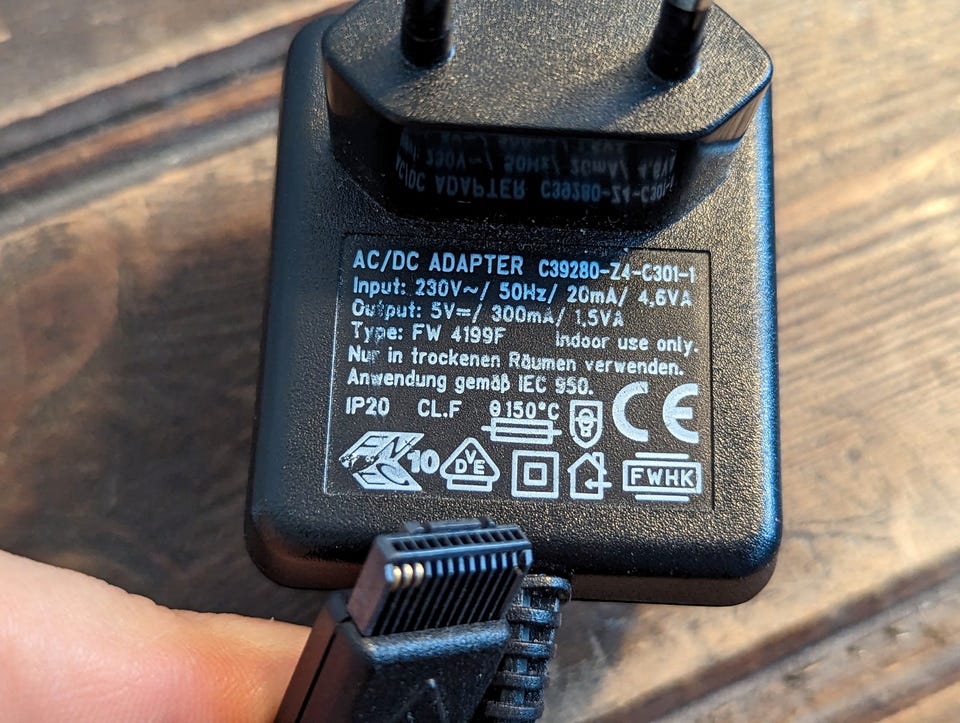 AC/DC ADAPTER C39280-Z4-C301-1
Input: 230V~/ 50Hz/ 20mA/ 4,6VA
Output: 5V⎓/ 300mA/ 1,5VA
Type: FW 4199F Indoor use only.
Nur in trockenen Räumen verwenden.
Anwendung gemäß IEC 950.
IP20 CL.F θ 150°C CE
10 DVE FWHK